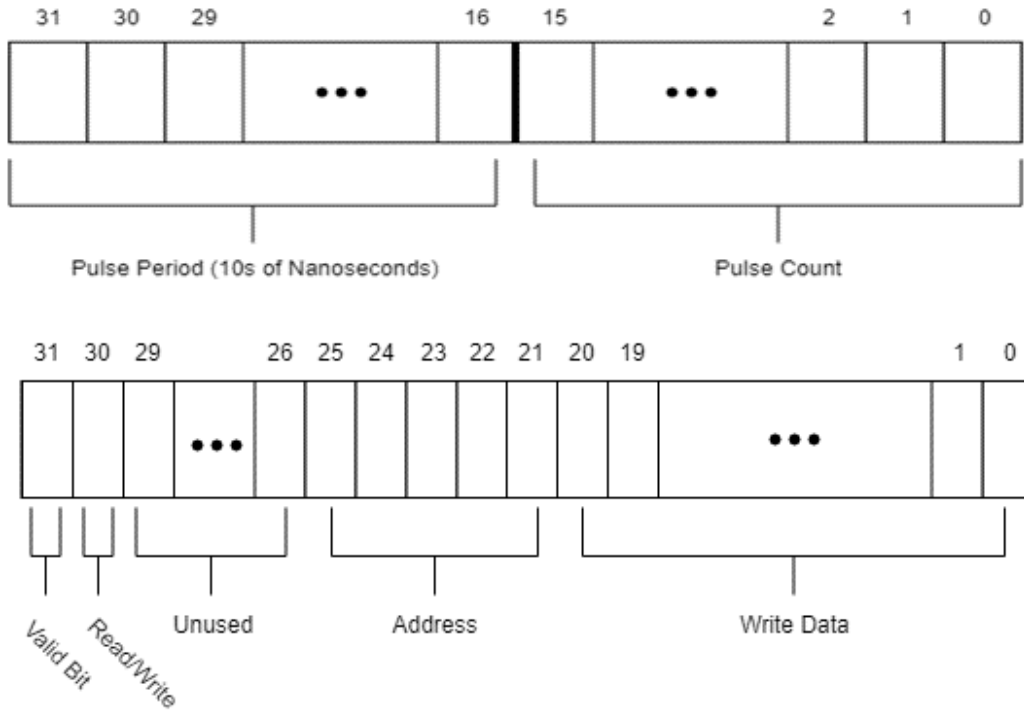 31 30 29 16 15 2 1 0
Pulse Period (10s of Nanoseconds) Pulse Count
31 30 29 26 25 24 23 22 21 20 19 1 0
Valid Bit Read/Write Unused Address Write Data